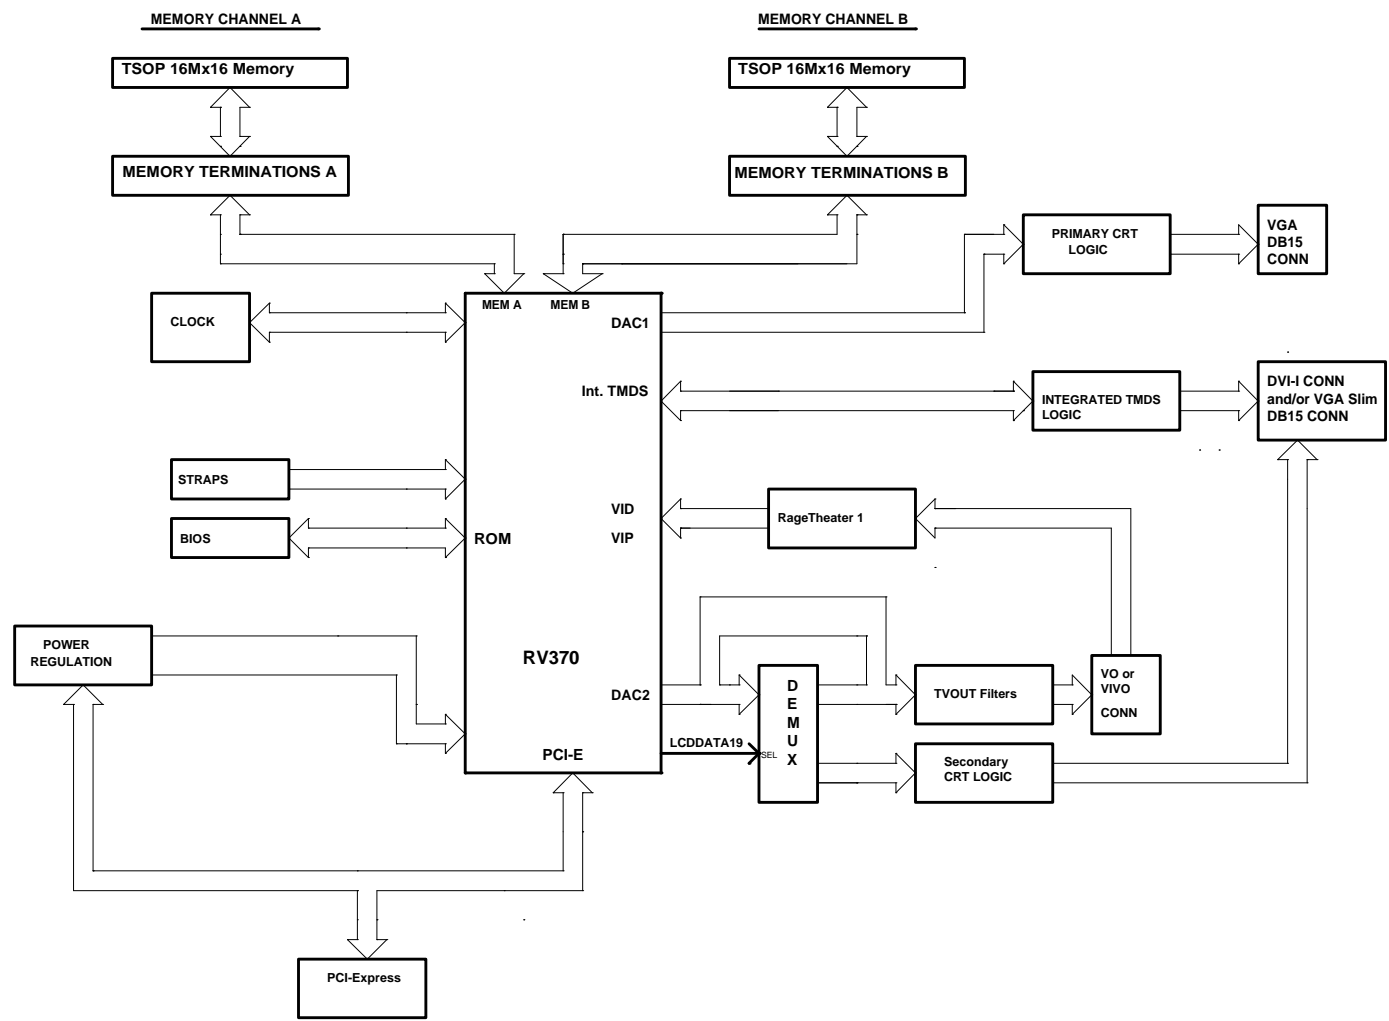 MEMORY CHANNEL A
MEMORY CHANNEL B
TSOP 16Mx16 Memory
TSOP 16Mx16 Memory
MEMORY TERMINATIONS A
MEMORY TERMINATIONS B
PRIMARY CRT
LOGIC
VGA
DB15
CONN
MEM A
MEM B
CLOCK
DAC1
Int. TMDS
INTEGRATED TMDS
LOGIC
DVI-I CONN
and/or VGA Slim
DB15 CONN
STRAPS
BIOS
ROM
VID
VIP
RageTheater 1
POWER
REGULATION
RV370
DAC2
PCI-E
LCDDATA19
SEL
D
E
M
U
X
TVOUT Filters
VO or
VIVO
CONN
Secondary
CRT LOGIC
PCI-Express